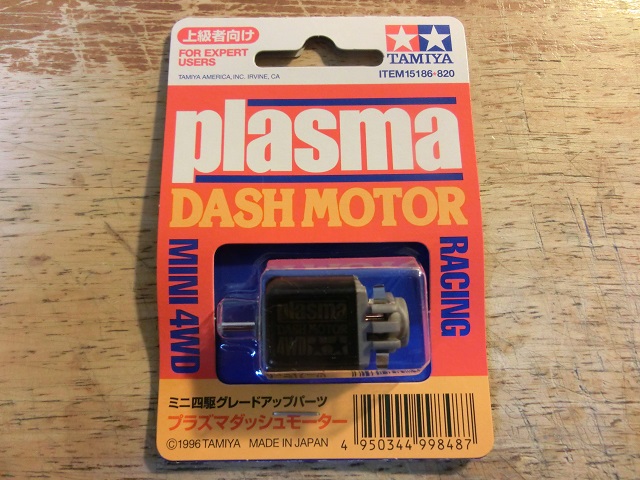 上級者向け
FOR EXPERT
USERS
TAMIYA AMERICA, INC. IRVINE, CA
TAMIYA
ITEM15186•820
plasma
DASH MOTOR
MINI 4WD
RACING
plasma
DASH MOTOR
4WD
ミニ四駆グレードアップパーツ
プラズマダッシュモーター
©1996 TAMIYA MADE IN JAPAN
4 950344 998487